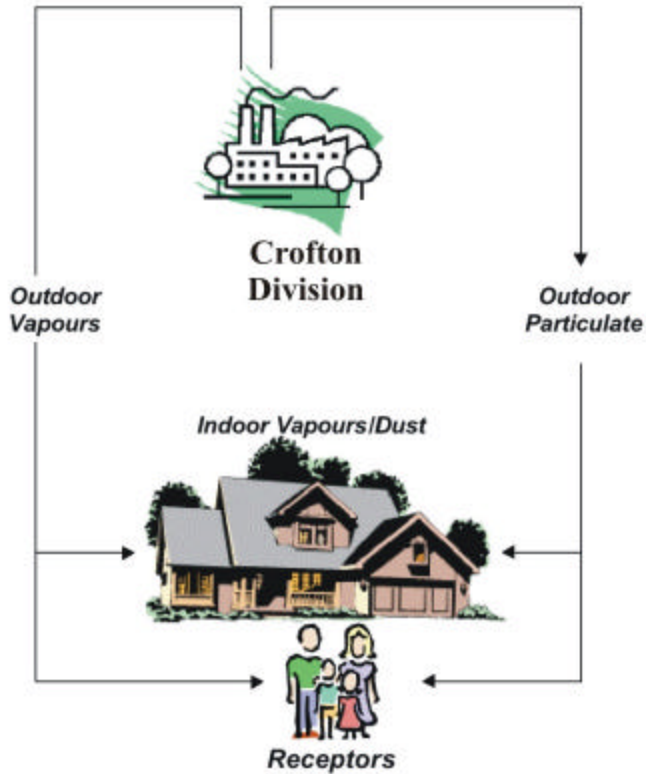 Crofton
Division
Outdoor
Vapours
Outdoor
Particulate
Indoor Vapours/Dust
Receptors